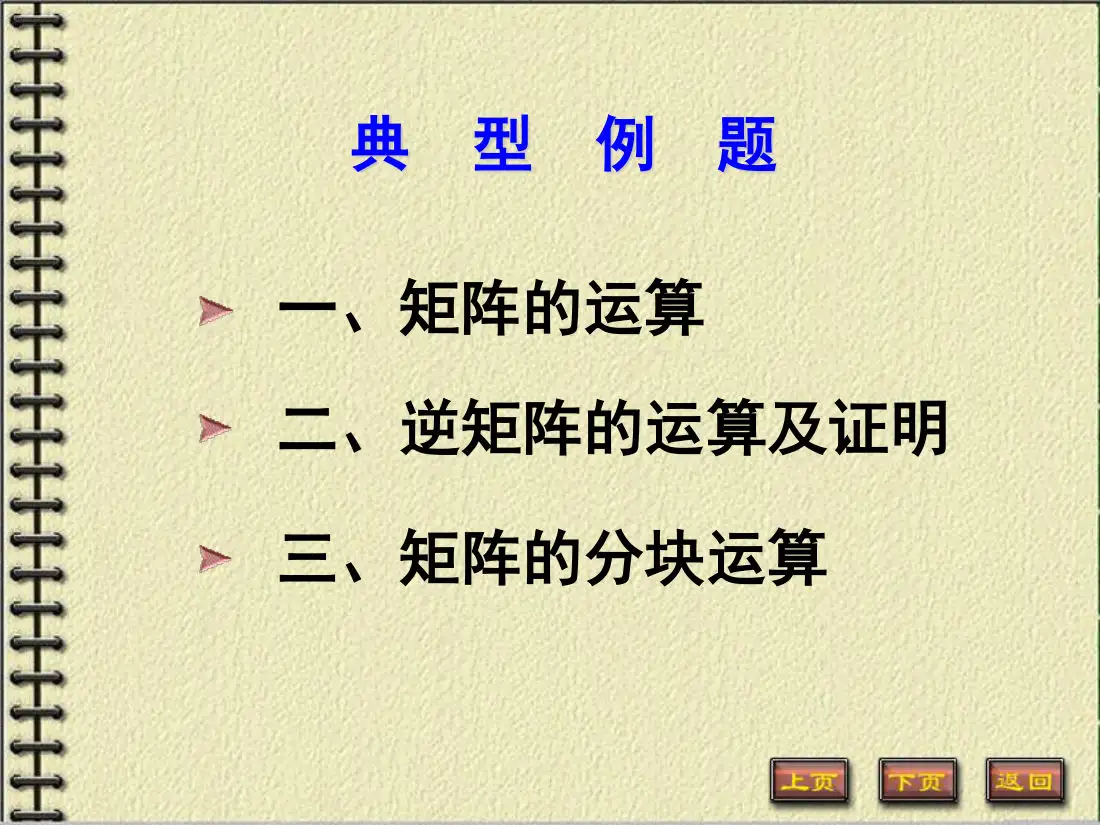 典 型 例 题
一、矩阵的运算
二、逆矩阵的运算及证明
三、矩阵的分块运算
上页 下页 返回